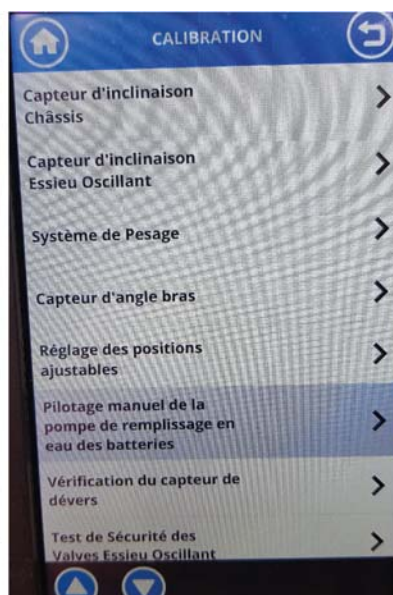 CALIBRATION
Capteur d'inclinaison
Châssis
Capteur d'inclinaison
Essieu Oscillant
Système de Pesage
Capteur d'angle bras
Réglage des positions
ajustables
Pilotage manuel de la
pompe de remplissage en
eau des batteries
Vérification du capteur de
dévers
Test de Sécurité des
Valves Essieu Oscillant